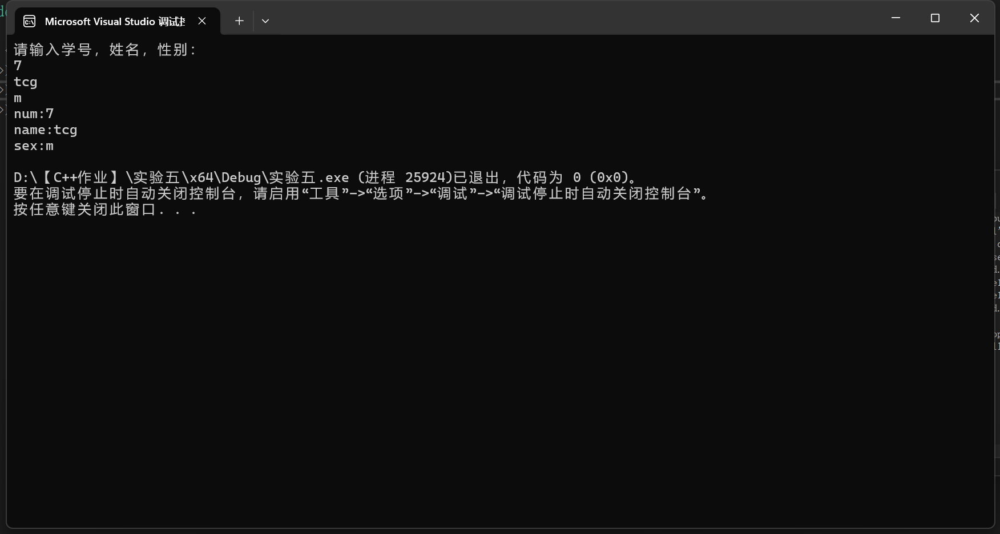 Microsoft Visual Studio 调试
请输入学号，姓名，性别：
7
tcg
m
num:7
name:tcg
sex:m
D:\【C++作业】\实验五\x64\Debug\实验五.exe (进程 25924)已退出，代码为 0 (0x0)。
要在调试停止时自动关闭控制台，请启用“工具”->“选项”->“调试”->“调试停止时自动关闭控制台”。
按任意键关闭此窗口. . .